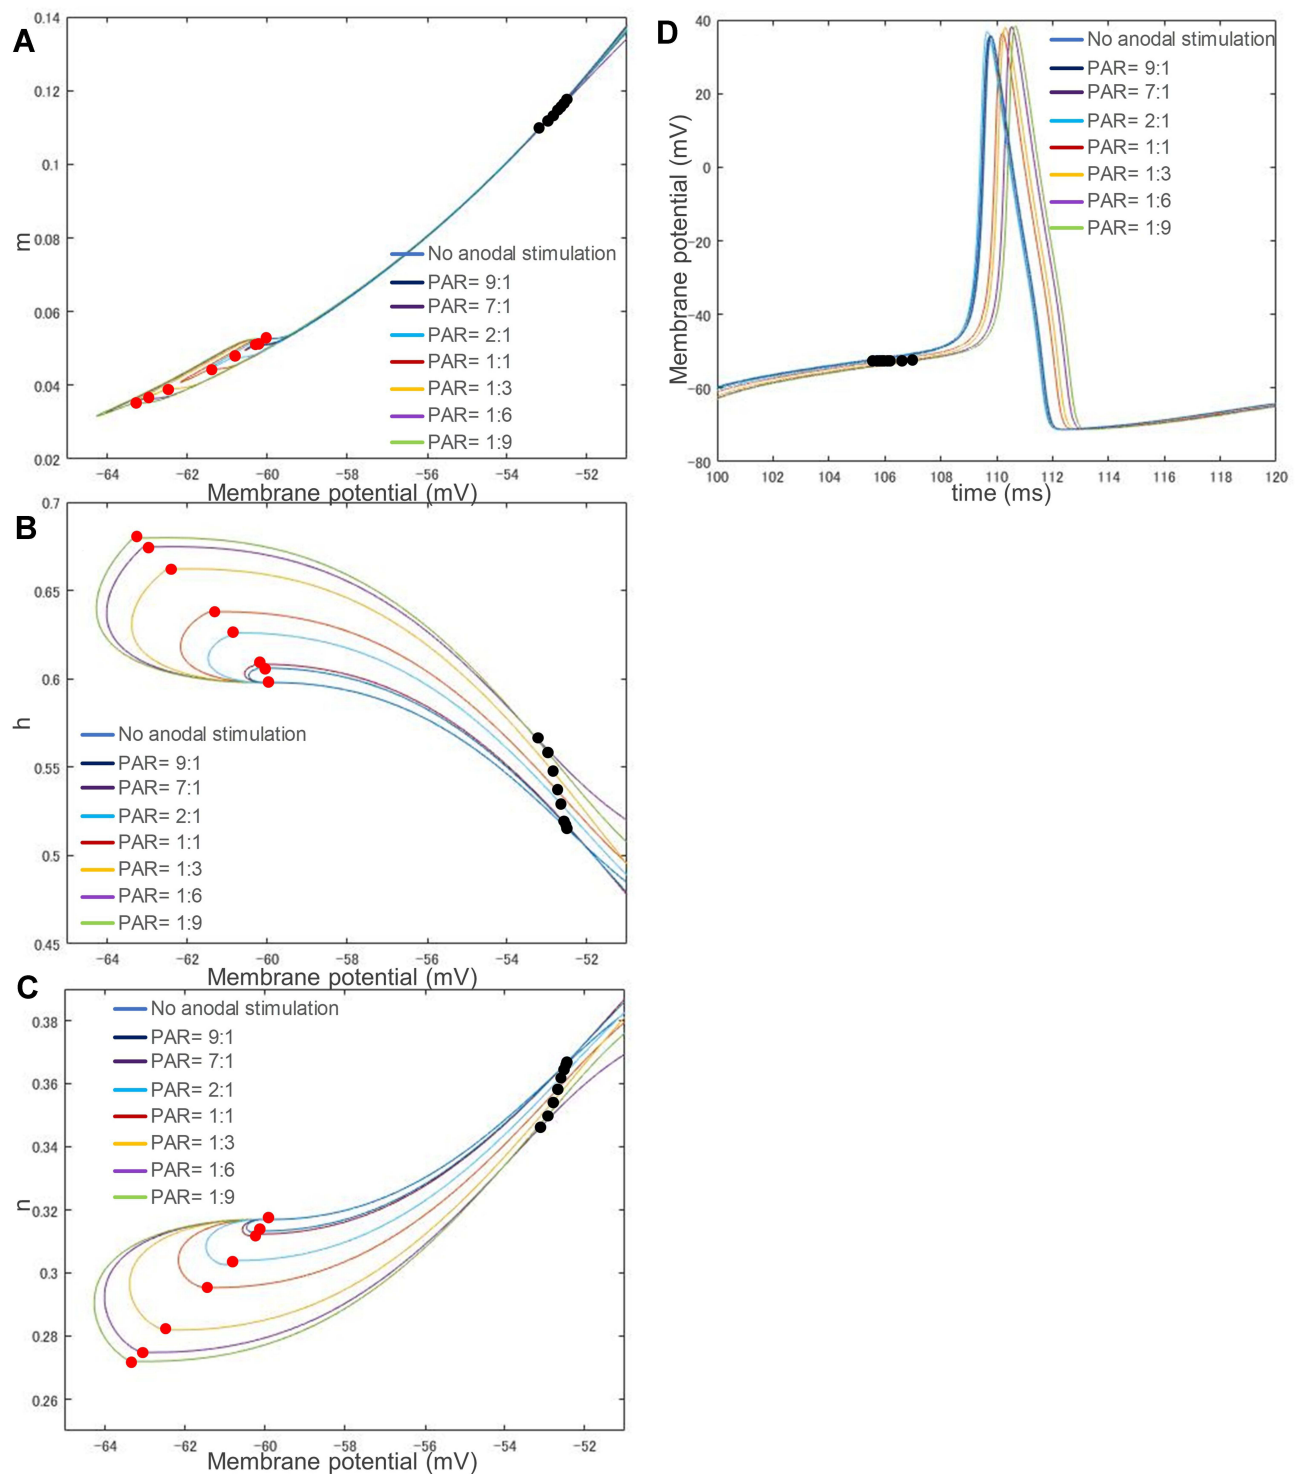 A
0.14
0.12
0.1
0.08
0.06
0.04
0.02
m
No anodal stimulation
PAR= 9:1
PAR= 7:1
PAR= 2:1
PAR= 1:1
PAR= 1:3
PAR= 1:6
PAR= 1:9
−64 −62 −60 −58 −56 −54 −52
Membrane potential (mV)
D
40
20
0
−20
−40
−60
−80
Membrane potential (mV)
No anodal stimulation
PAR= 9:1
PAR= 7:1
PAR= 2:1
PAR= 1:1
PAR= 1:3
PAR= 1:6
PAR= 1:9
100 102 104 106 108 110 112 114 116 118 120
time (ms)
B
0.7
0.65
0.6
0.55
0.5
0.45
h
No anodal stimulation
PAR= 9:1
PAR= 7:1
PAR= 2:1
PAR= 1:1
PAR= 1:3
PAR= 1:6
PAR= 1:9
−64 −62 −60 −58 −56 −54 −52
Membrane potential (mV)
C
0.38
0.36
0.34
0.32
0.3
0.28
0.26
n
No anodal stimulation
PAR= 9:1
PAR= 7:1
PAR= 2:1
PAR= 1:1
PAR= 1:3
PAR= 1:6
PAR= 1:9
−64 −62 −60 −58 −56 −54 −52
Membrane potential (mV)